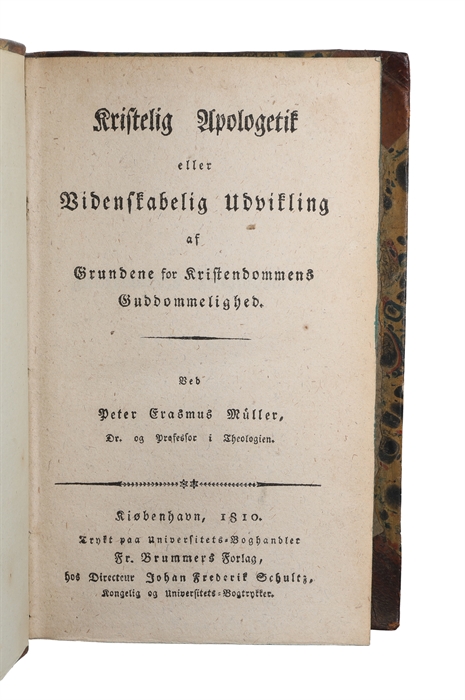 Kristelig Apologetik
eller
Videnskabelig Udvikling
af
Grundene for Kristendommens
Guddommelighed.
Ved
Peter Erasmus Müller,
Dr. og Professor i Theologien.
Kiøbenhavn, 1810.
Trykt paa Universitets-Boghandler
Fr. Brummers Forlag,
hos Directeur Johan Frederik Schultz,
Kongelig og Universitets-Bogtrykker.